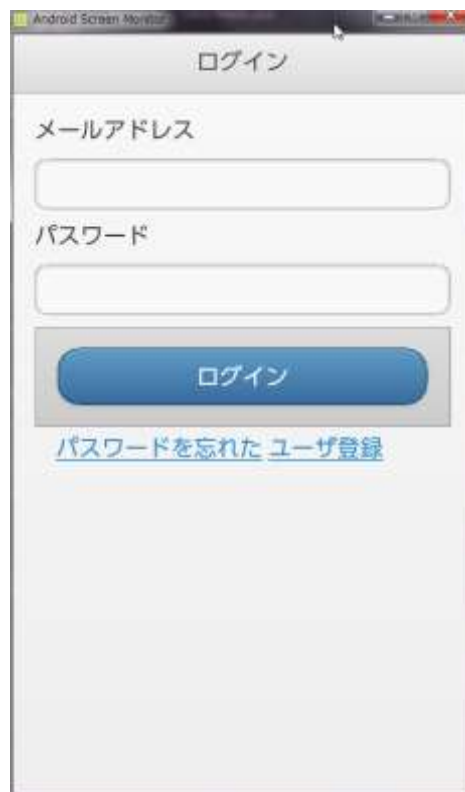 Android Screen Monitor
ログイン
メールアドレス
パスワード
ログイン
パスワードを忘れた ユーザ登録